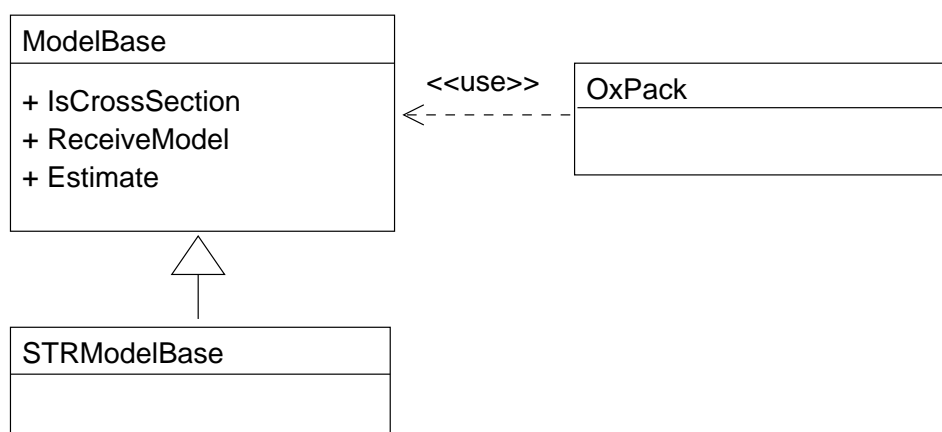 ModelBase
+ IsCrossSection
+ ReceiveModel
+ Estimate
<<use>>
OxPack
STRModelBase